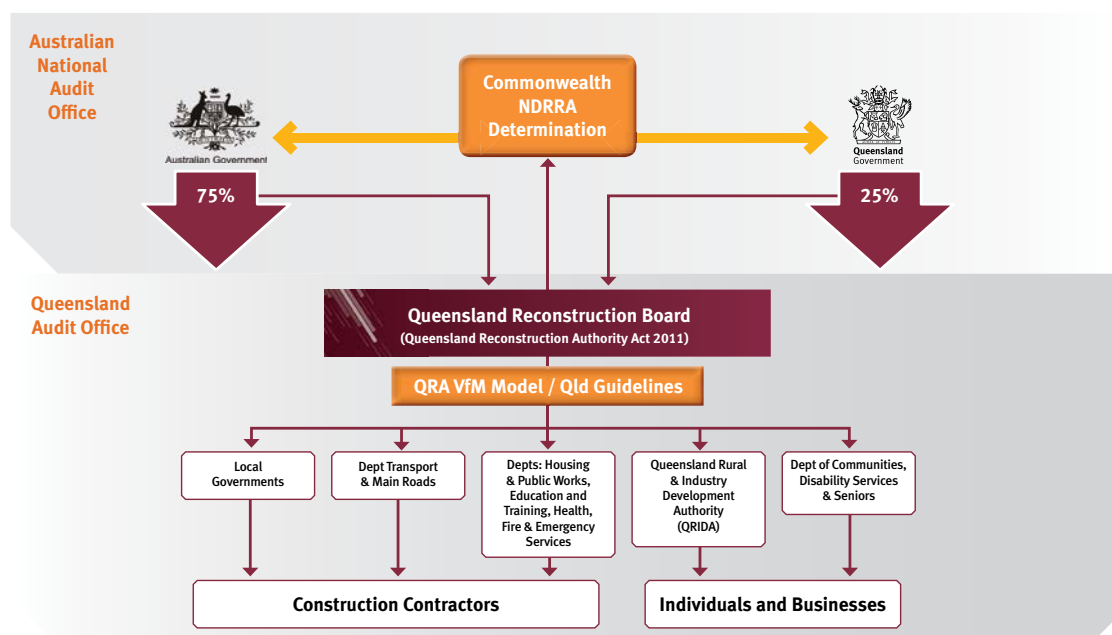 Australian
National
Audit
Office
Commonwealth
NDRRA
Determination
Australian Government
Queensland
Government
75%
25%
Queensland
Audit Office
Queensland Reconstruction Board
(Queensland Reconstruction Authority Act 2011)
QRA VfM Model / Qld Guidelines
Local
Governments
Dept Transport
& Main Roads
Depts: Housing
& Public Works,
Education and
Training, Health,
Fire & Emergency
Services
Queensland Rural
& Industry
Development
Authority
(QRIDA)
Dept of Communities,
Disability Services
& Seniors
Construction Contractors
Individuals and Businesses